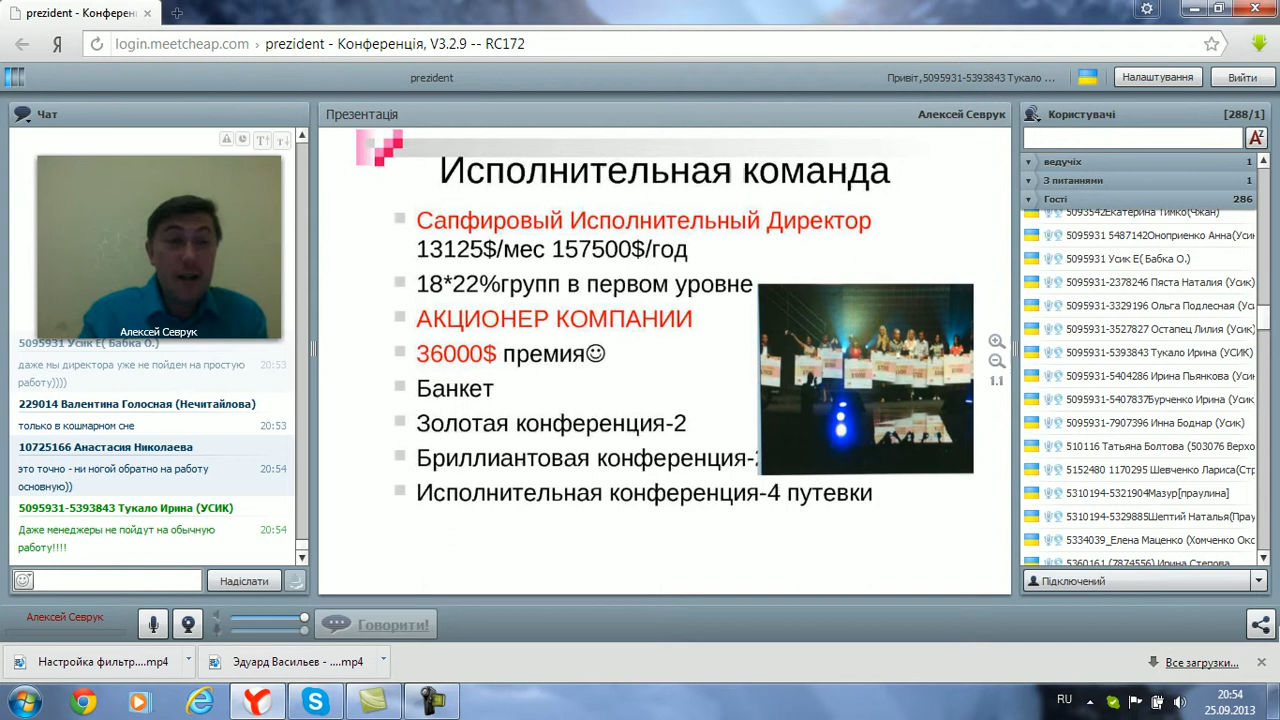 prezident - Конферен
login.meetcheap.com › prezident - Конференція, V3.2.9 -- RC172
prezident
Привіт,5095931-5393843 Тукало ...
Налаштування
Вийти
Чат
Алексей Севрук
5095931 Усик Е( Бабка О.)
даже мы директора уже не пойдем на простую
работу)))) 20:53
229014 Валентина Голосная (Нечитайлова)
только в кошмарном сне 20:53
10725166 Анастасия Николаева
это точно - ни ногой обратно на работу 20:54
основную))
5095931-5393843 Тукало Ирина (УСИК)
Даже менеджеры не пойдут на обычную 20:54
работу!!!!
Надіслати
Презентація
Алексей Севрук
Исполнительная команда
Сапфировый Исполнительный Директор
13125$/мес 157500$/год
18*22%групп в первом уровне
АКЦИОНЕР КОМПАНИИ
36000$ премия☺
Банкет
Золотая конференция-2
Бриллиантовая конференция-
Исполнительная конференция-4 путевки
1.1
Користувачі [288/1]
ведучіх 1
З питаннями 1
Гості 286
5093542Екатерина Тимко(Чжан)
5095931 5487142Оноприенко Анна(Усик
5095931 Усик Е( Бабка О.)
5095931-2378246 Пяста Наталия (Усик)
5095931-3329196 Ольга Подлесная (Ус
5095931-3527827 Остапец Лилия (Усик)
5095931-5393843 Тукало Ирина (УСИК)
5095931-5404286 Ирина Пьянкова (Усик)
5095931-5407837Бурченко Ирина (Усик)
5095931-7907396 Инна Боднар (Усик)
510116 Татьяна Болтова (503076 Верхо
5152480 1170295 Шевченко Лариса(Стр
5310194-5321904Мазур[праулина]
5310194-5329885Шептий Наталья(Прау
5334039_Елена Маценко (Хомченко Окс
5360161 (7874556) Ирина Степова
Підключений
Алексей Севрук
Говорити!
Настройка фильтр....mp4
Эдуард Васильев - ....mp4
Все загрузки...
RU
20:54
25.09.2013